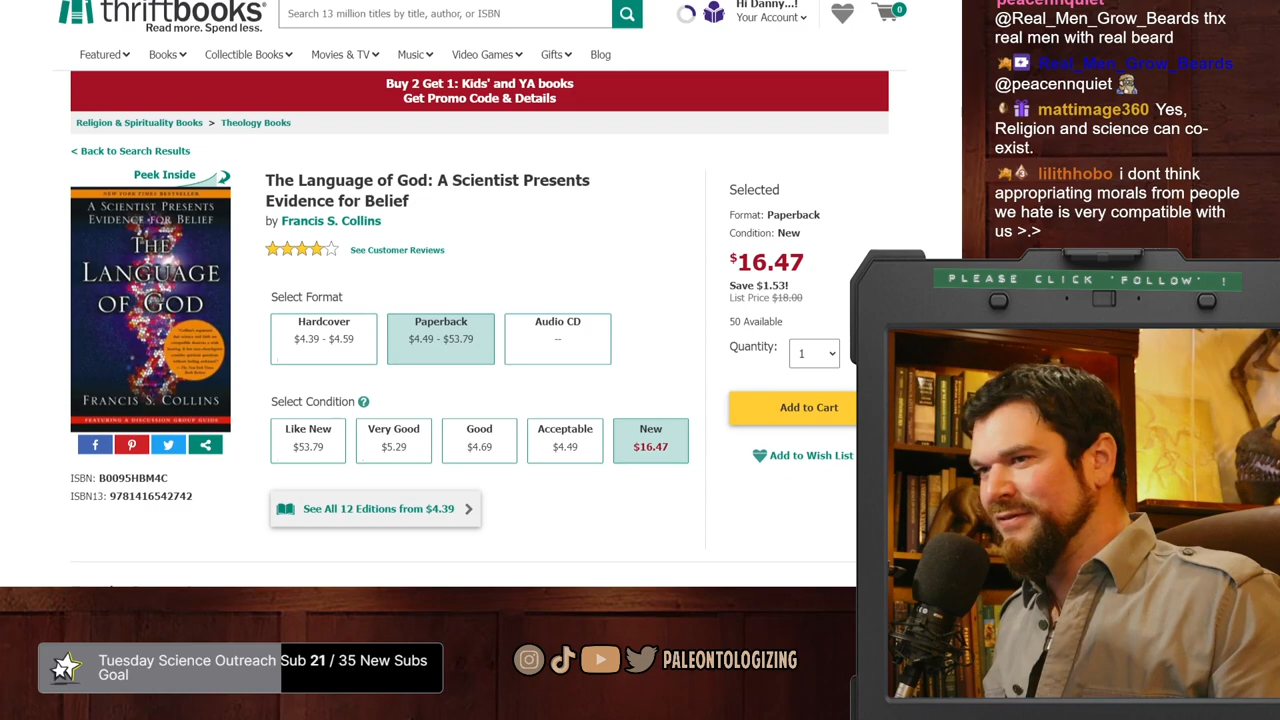 thriftbooks
Read more. Spend less.
Search 13 million titles by title, author, or ISBN
Hi Danny...!
Your Account
0
Featured
Books
Collectible Books
Movies & TV
Music
Video Games
Gifts
Blog
Buy 2 Get 1: Kids' and YA books
Get Promo Code & Details
Religion & Spirituality Books > Theology Books
< Back to Search Results
Peek Inside
NEW YORK TIMES BESTSELLER
A SCIENTIST PRESENTS
EVIDENCE FOR BELIEF
THE
LANGUAGE
OF GOD
FRANCIS S. COLLINS
FEATURING A DISCUSSION GROUP GUIDE
ISBN: B0095HBM4C
ISBN13: 9781416542742
The Language of God: A Scientist Presents
Evidence for Belief
by Francis S. Collins
See Customer Reviews
Select Format
Hardcover
$4.39 - $4.59
Paperback
$4.49 - $53.79
Audio CD
--
Select Condition ?
Like New
$53.79
Very Good
$5.29
Good
$4.69
Acceptable
$4.49
New
$16.47
See All 12 Editions from $4.39
Selected
Format: Paperback
Condition: New
$16.47
Save $1.53!
List Price $18.00
50 Available
Quantity: 1
Add to Cart
Add to Wish List
peacennquiet
@Real_Men_Grow_Beards thx
real men with real beard
Real_Men_Grow_Beards
@peacennquiet
mattimage360 Yes,
Religion and science can co-
exist.
lilithhobo i dont think
appropriating morals from people
we hate is very compatible with
us >.>
PLEASE CLICK 'FOLLOW' !
Tuesday Science Outreach Sub 21 / 35 New Subs
Goal
PALEONTOLOGIZING